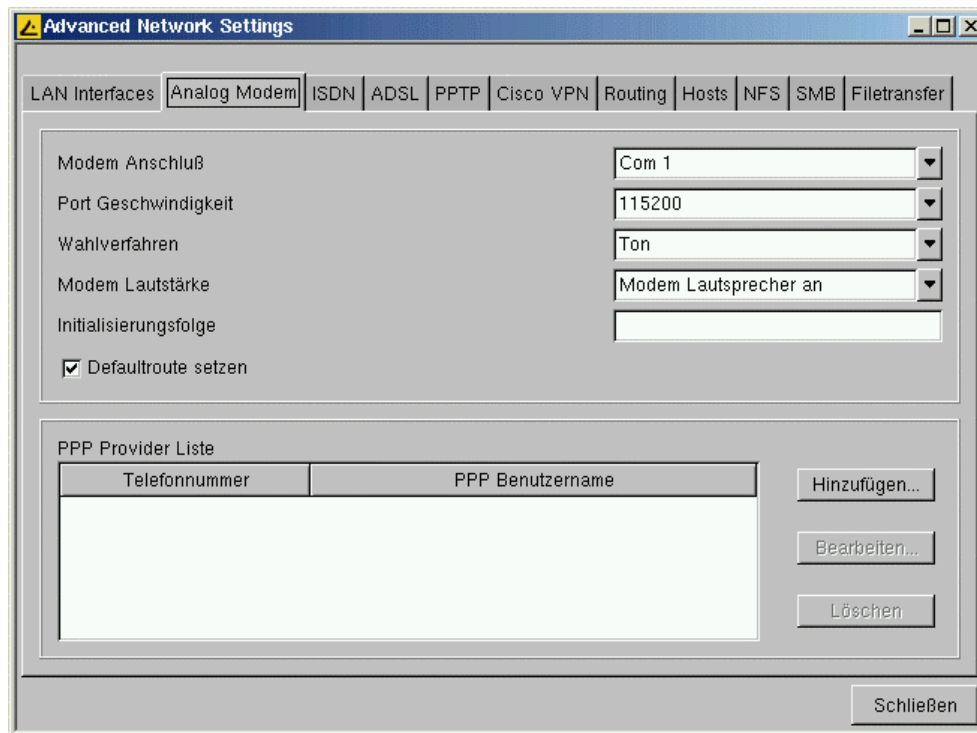 Advanced Network Settings
LAN Interfaces Analog Modem ISDN ADSL PPTP Cisco VPN Routing Hosts NFS SMB Filetransfer
Modem Anschluß Com 1
Port Geschwindigkeit 115200
Wahlverfahren Ton
Modem Lautstärke Modem Lautsprecher an
Initialisierungsfolge
Defaultroute setzen
PPP Provider Liste
Telefonnummer PPP Benutzername
Hinzufügen...
Bearbeiten...
Löschen
Schließen